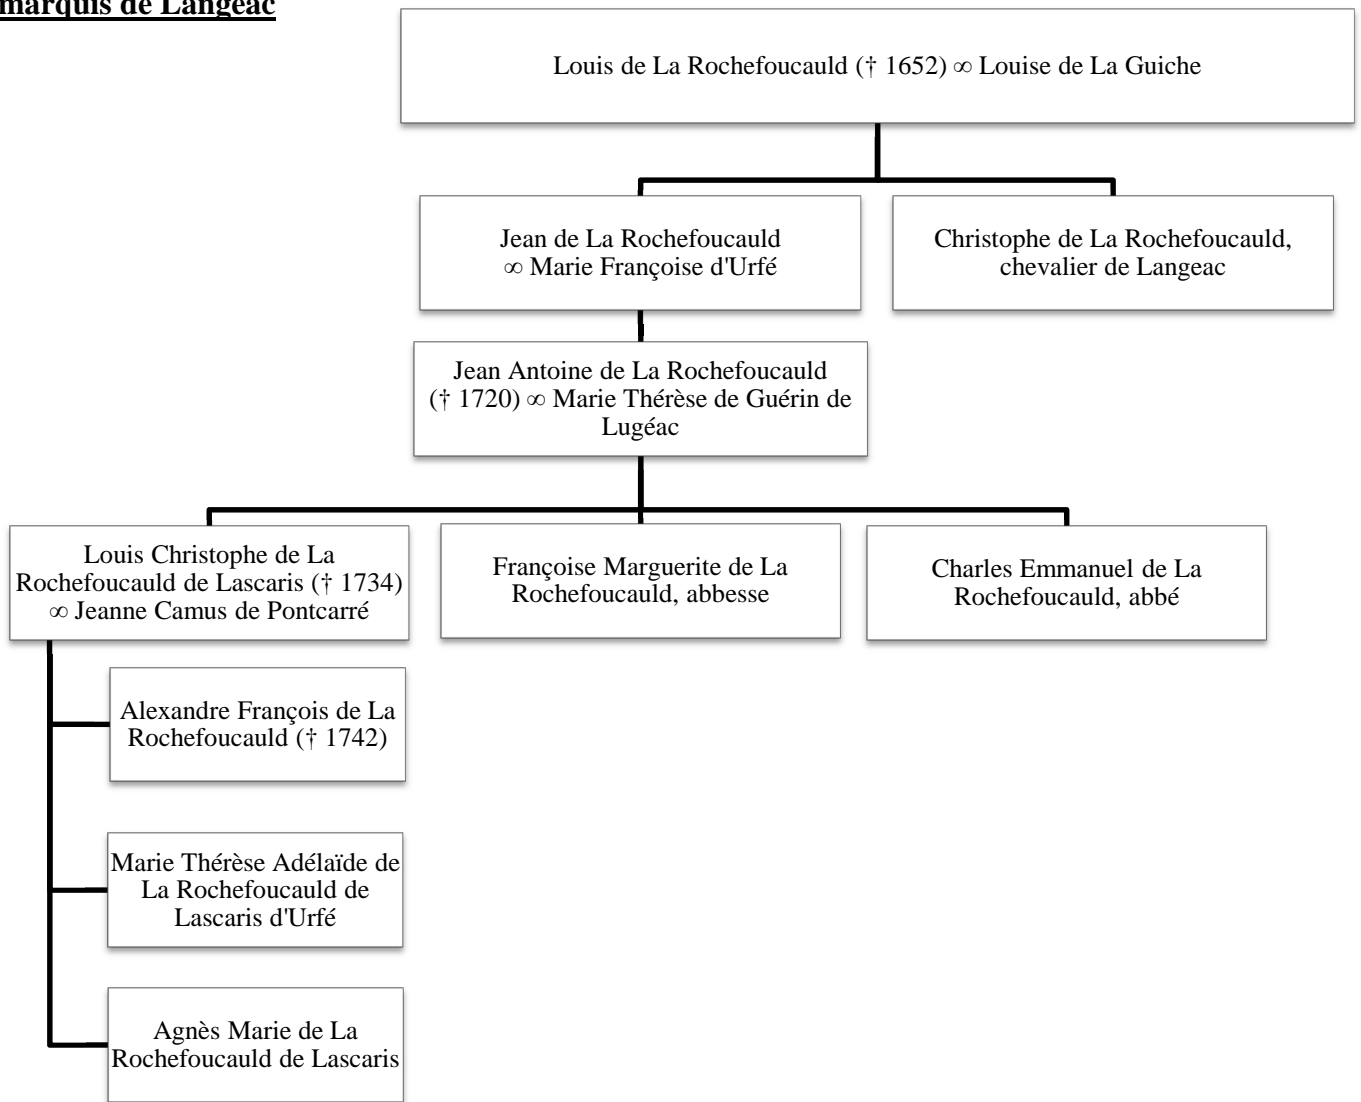 marquis de Langeac
Louis de La Rochefoucauld († 1652) ∞ Louise de La Guiche
Jean de La Rochefoucauld
∞ Marie Françoise d'Urfé
Christophe de La Rochefoucauld,
chevalier de Langeac
Jean Antoine de La Rochefoucauld
(† 1720) ∞ Marie Thérèse de Guérin de
Lugéac
Louis Christophe de La
Rochefoucauld de Lascaris († 1734)
∞ Jeanne Camus de Pontcarré
Françoise Marguerite de La
Rochefoucauld, abbesse
Charles Emmanuel de La
Rochefoucauld, abbé
Alexandre François de La
Rochefoucauld († 1742)
Marie Thérèse Adélaïde de
La Rochefoucauld de
Lascaris d'Urfé
Agnès Marie de La
Rochefoucauld de Lascaris